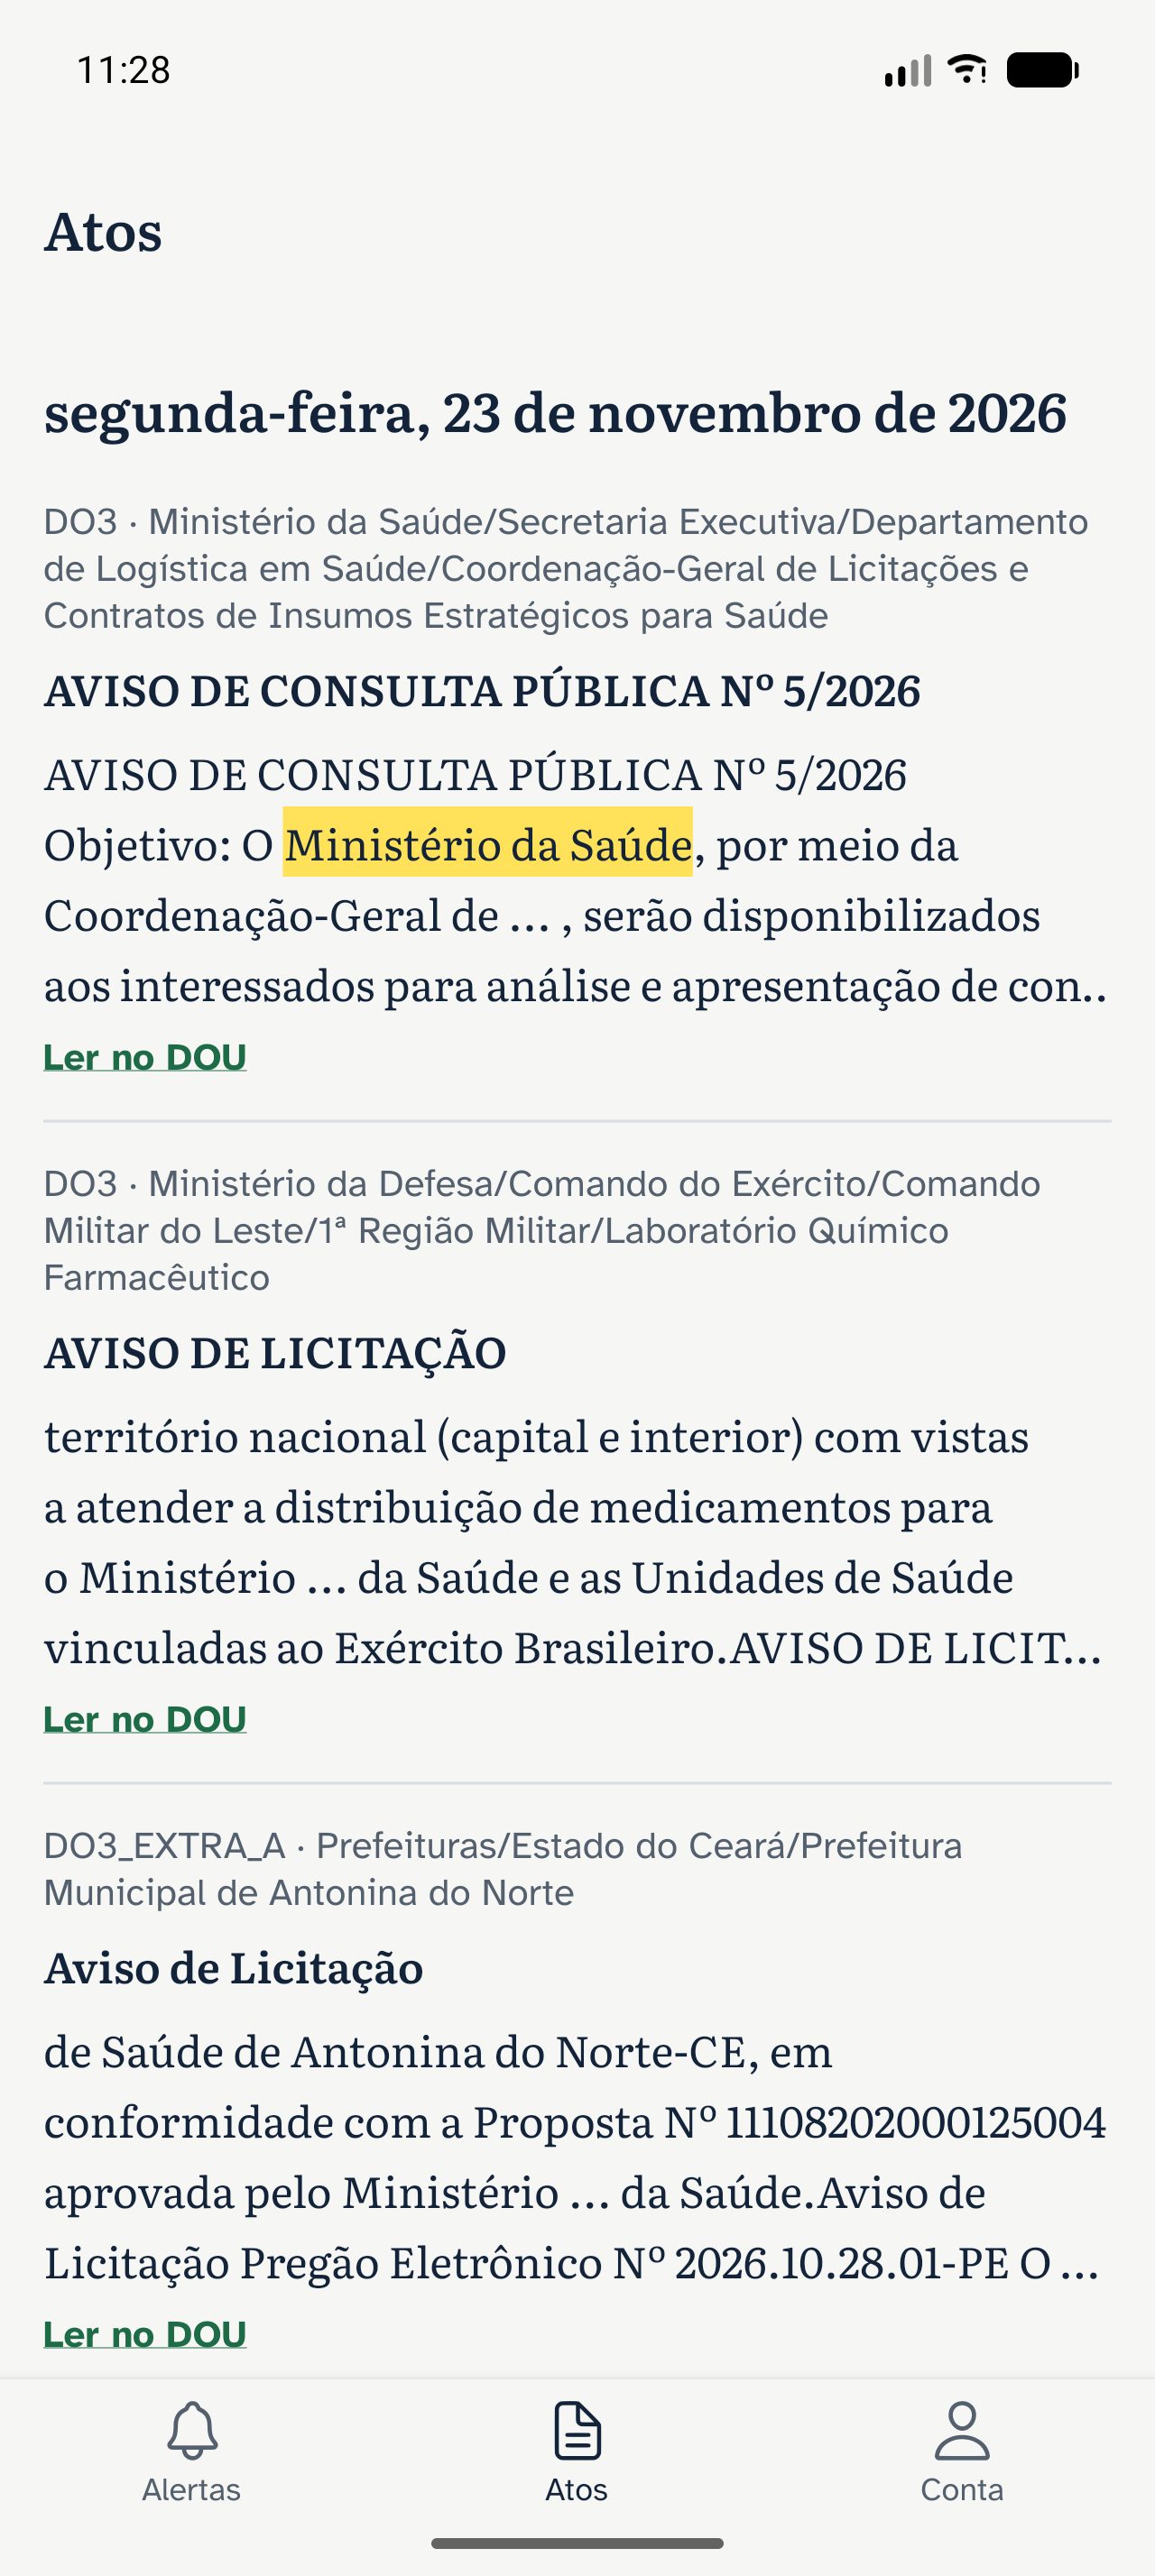 11:28
Atos
segunda-feira, 23 de novembro de 2026
DO3 · Ministério da Saúde/Secretaria Executiva/Departamento
de Logística em Saúde/Coordenação-Geral de Licitações e
Contratos de Insumos Estratégicos para Saúde
AVISO DE CONSULTA PÚBLICA Nº 5/2026
AVISO DE CONSULTA PÚBLICA Nº 5/2026
Objetivo: O Ministério da Saúde, por meio da
Coordenação-Geral de ... , serão disponibilizados
aos interessados para análise e apresentação de con..
Ler no DOU
DO3 · Ministério da Defesa/Comando do Exército/Comando
Militar do Leste/1ª Região Militar/Laboratório Químico
Farmacêutico
AVISO DE LICITAÇÃO
território nacional (capital e interior) com vistas
a atender a distribuição de medicamentos para
o Ministério ... da Saúde e as Unidades de Saúde
vinculadas ao Exército Brasileiro.AVISO DE LICIT...
Ler no DOU
DO3_EXTRA_A · Prefeituras/Estado do Ceará/Prefeitura
Municipal de Antonina do Norte
Aviso de Licitação
de Saúde de Antonina do Norte-CE, em
conformidade com a Proposta Nº 11108202000125004
aprovada pelo Ministério ... da Saúde.Aviso de
Licitação Pregão Eletrônico Nº 2026.10.28.01-PE O ...
Ler no DOU
Alertas
Atos
Conta